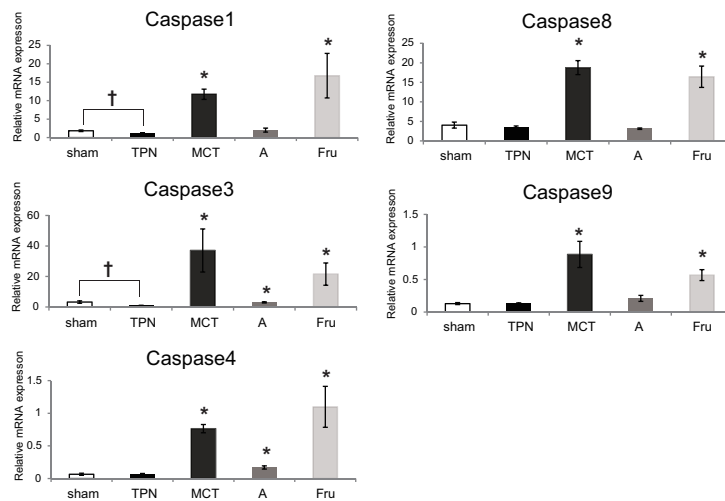 Caspase1
Relative mRNA expresson
25
20
15
10
5
0
†
*
*
sham TPN MCT A Fru
Caspase8
Relative mRNA expresson
25
20
15
10
5
0
*
*
sham TPN MCT A Fru
Caspase3
Relative mRNA expresson
60
40
20
0
†
*
*
*
sham TPN MCT A Fru
Caspase9
Relative mRNA expresson
1.5
1
0.5
0
*
*
sham TPN MCT A Fru
Caspase4
Relative mRNA expresson
1.5
1
0.5
0
*
*
*
sham TPN MCT A Fru